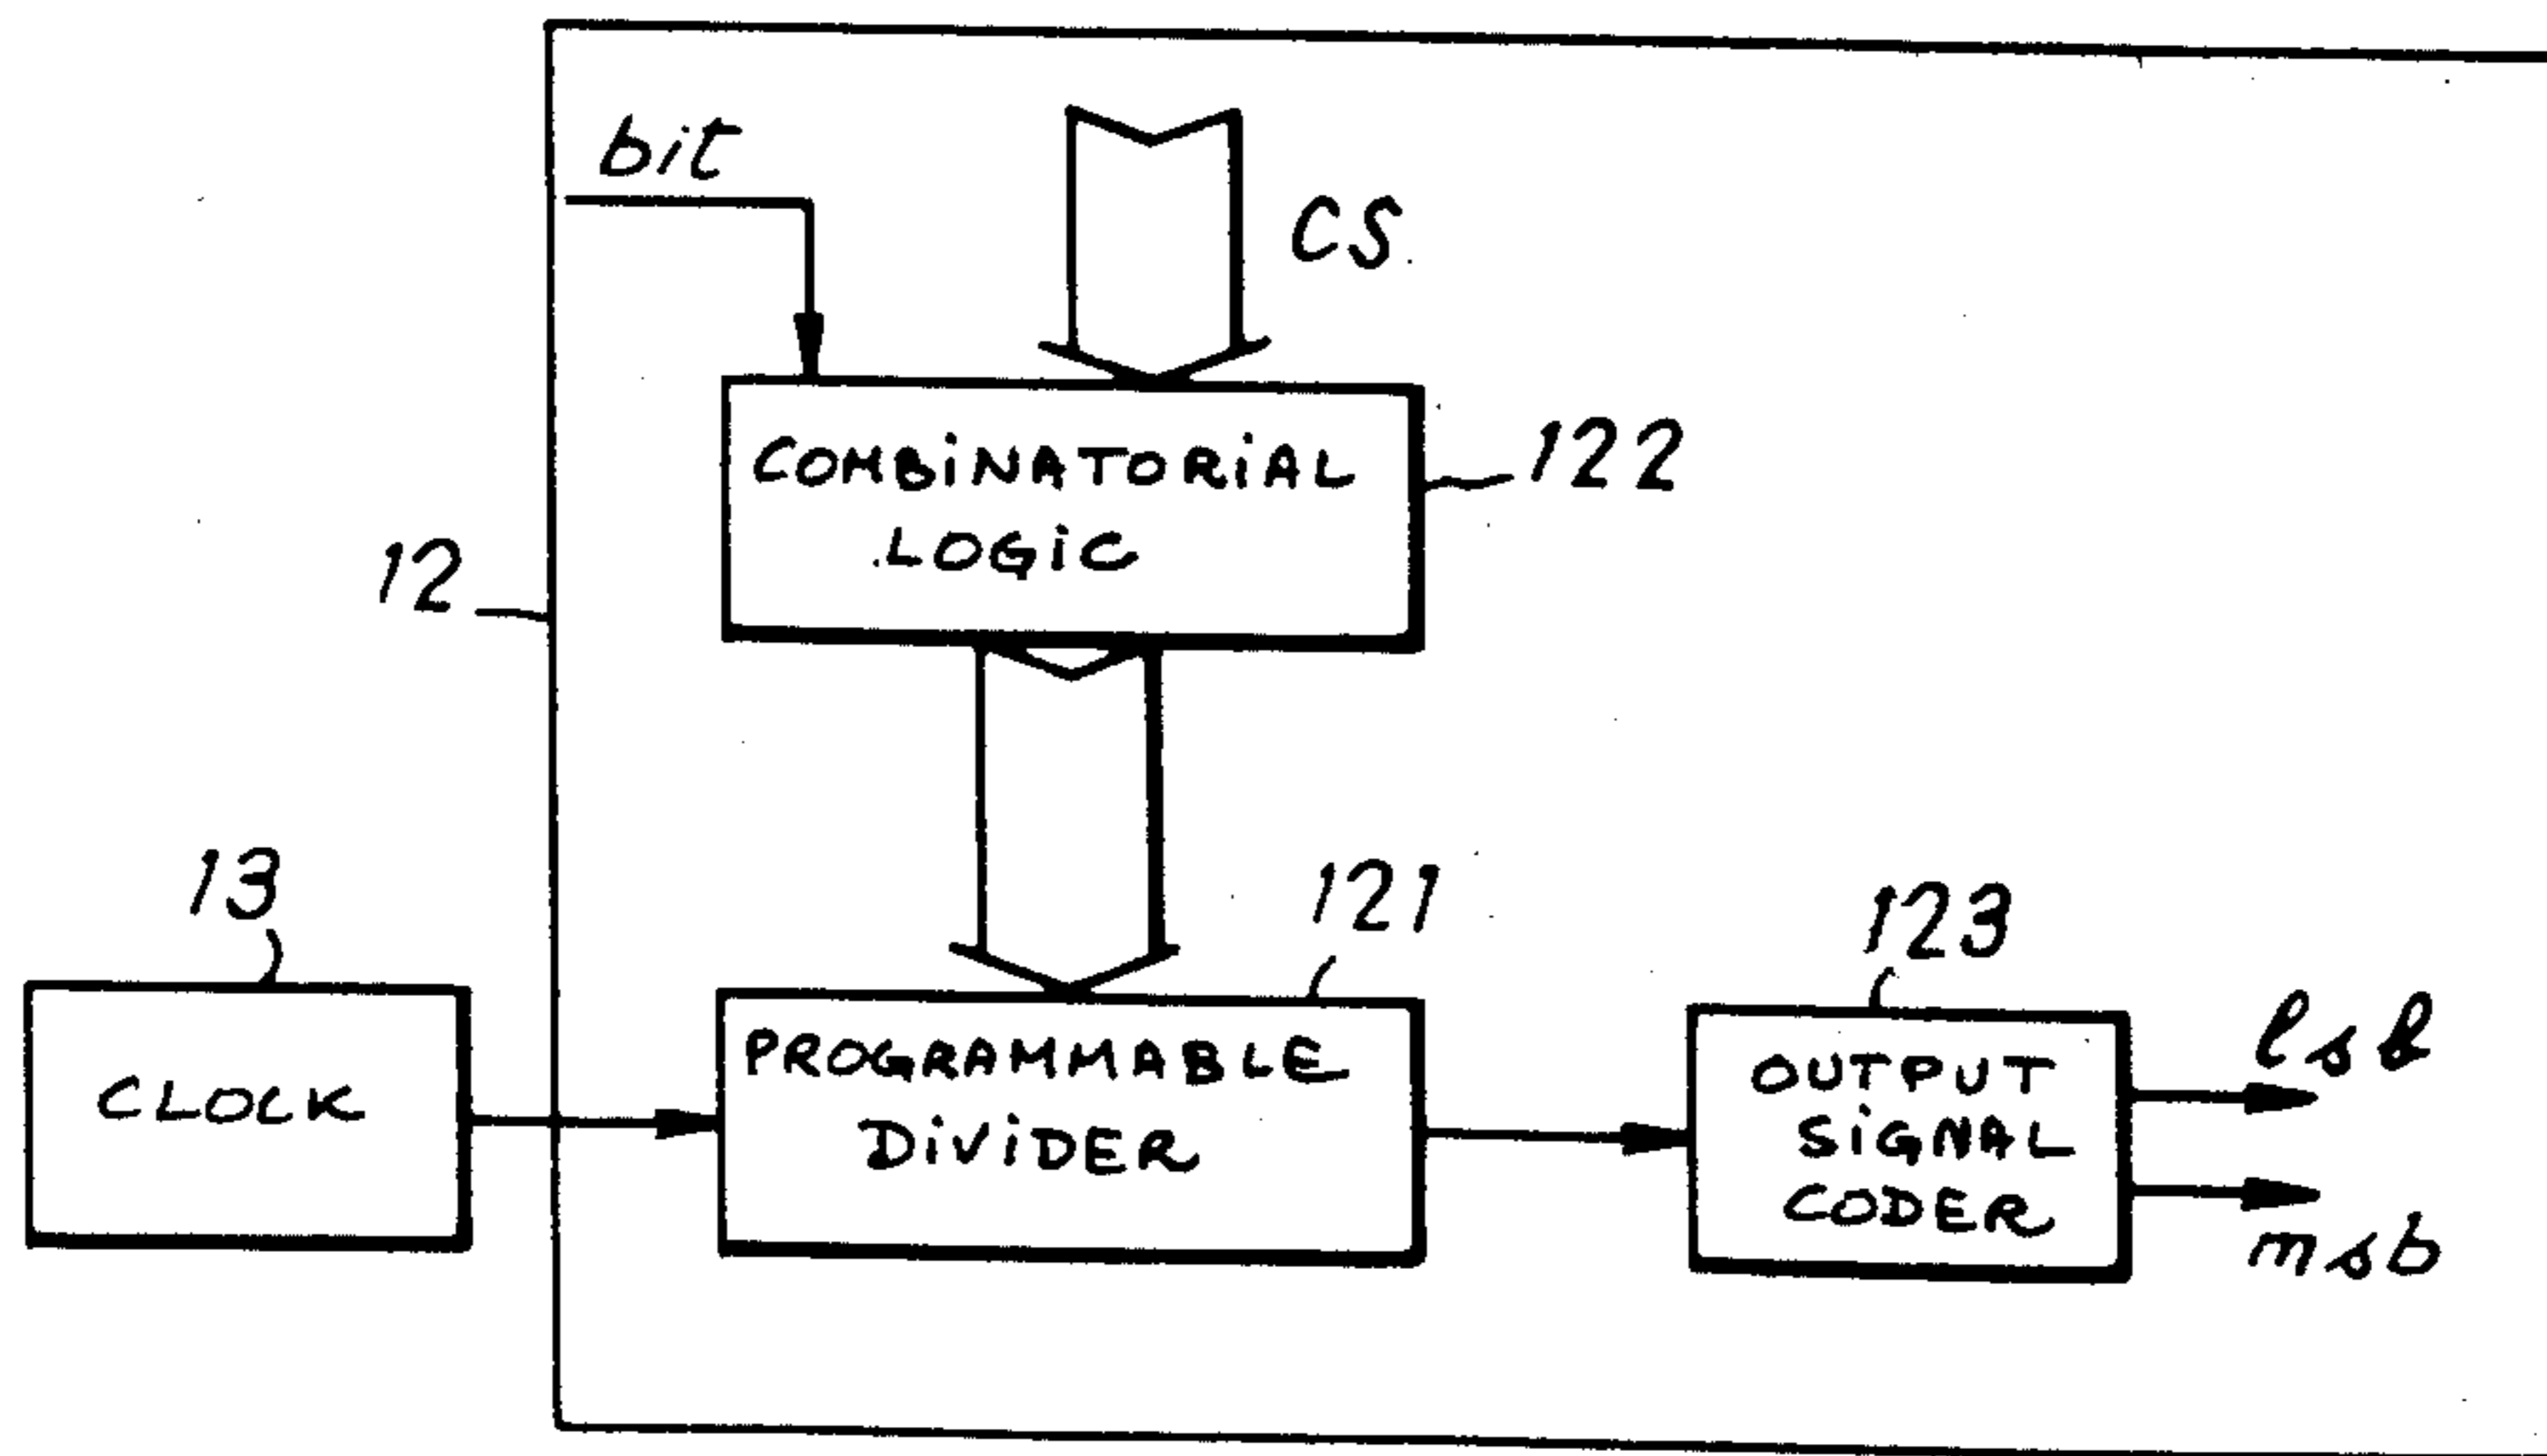 bit
CS
COMBiNATORiAL
LOGiC
122
12
13
121
123
CLOCK
PROGRAMMABLE
DiViDER
OUTPUT
SiGNAL
CODER
lsb
msb